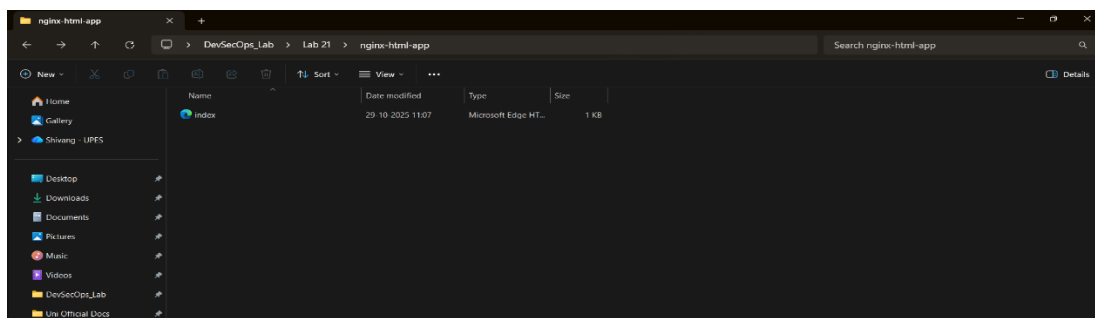 nginx-html-app
DevSecOps_Lab > Lab 21 > nginx-html-app Search nginx-html-app
New Sort View ... Details
Name Date modified Type Size
index 29-10-2025 11:07 Microsoft Edge HT... 1 KB
Home
Gallery
Shivang - UPES
Desktop
Downloads
Documents
Pictures
Music
Videos
DevSecOps_Lab
Uni Official Docs